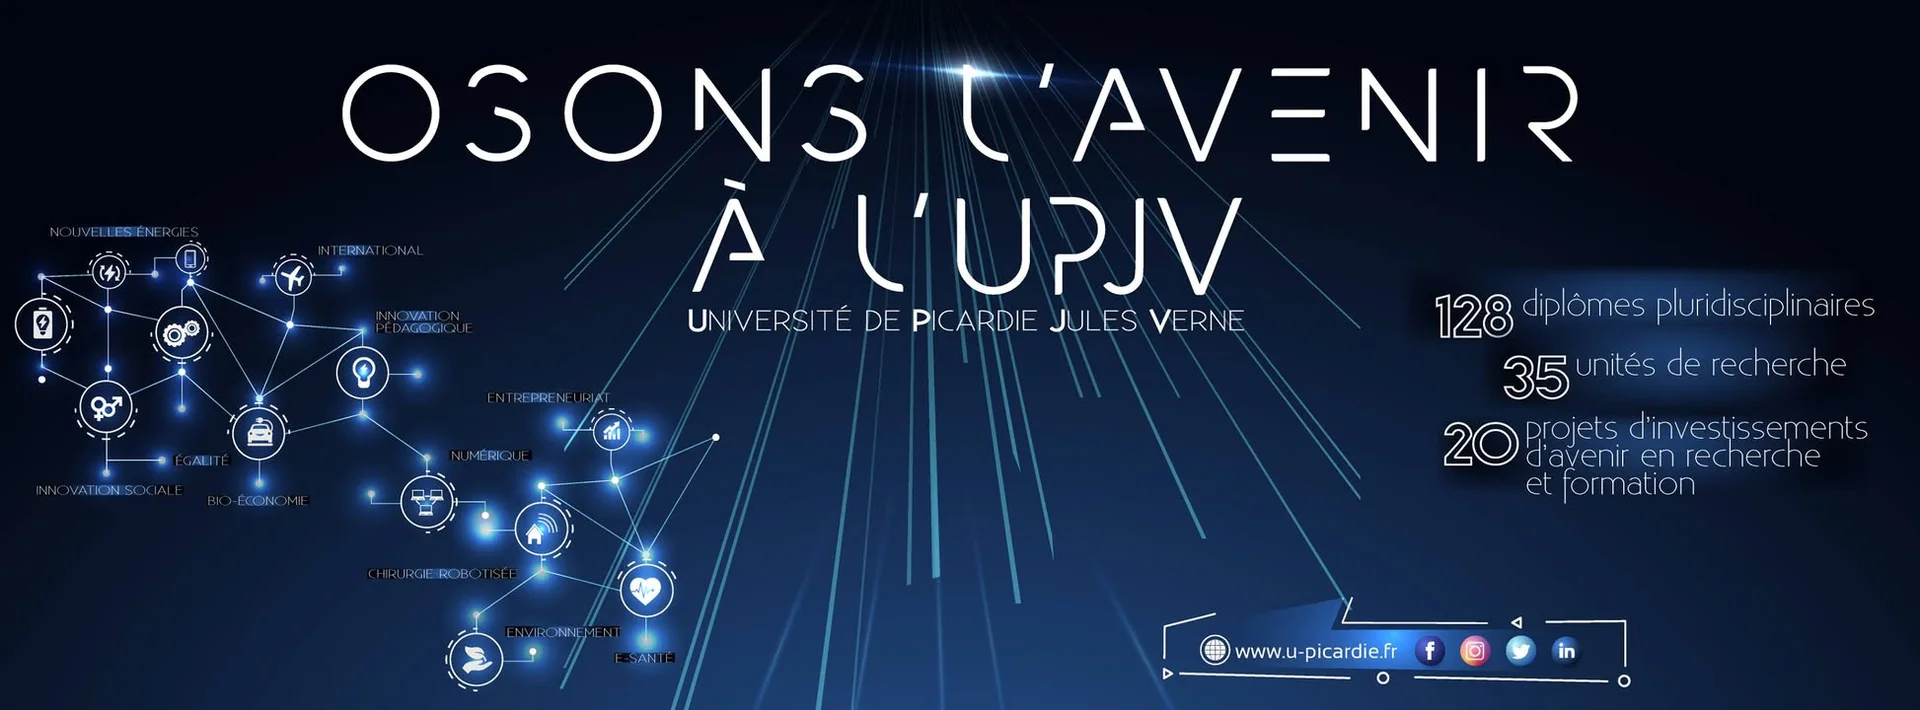 OSONS L'AVENIR
À L'UPJV
UNIVERSITÉ DE PICARDIE JULES VERNE
NOUVELLES ÉNERGIES
INTERNATIONAL
INNOVATION
PÉDAGOGIQUE
ENTREPRENEURIAT
ÉGALITÉ
NUMÉRIQUE
INNOVATION SOCIALE
BIO-ÉCONOMIE
CHIRURGIE ROBOTISÉE
ENVIRONNEMENT
E-SANTÉ
128 diplômes pluridisciplinaires
35 unités de recherche
20 projets d'investissements
d'avenir en recherche
et formation
www.u-picardie.fr